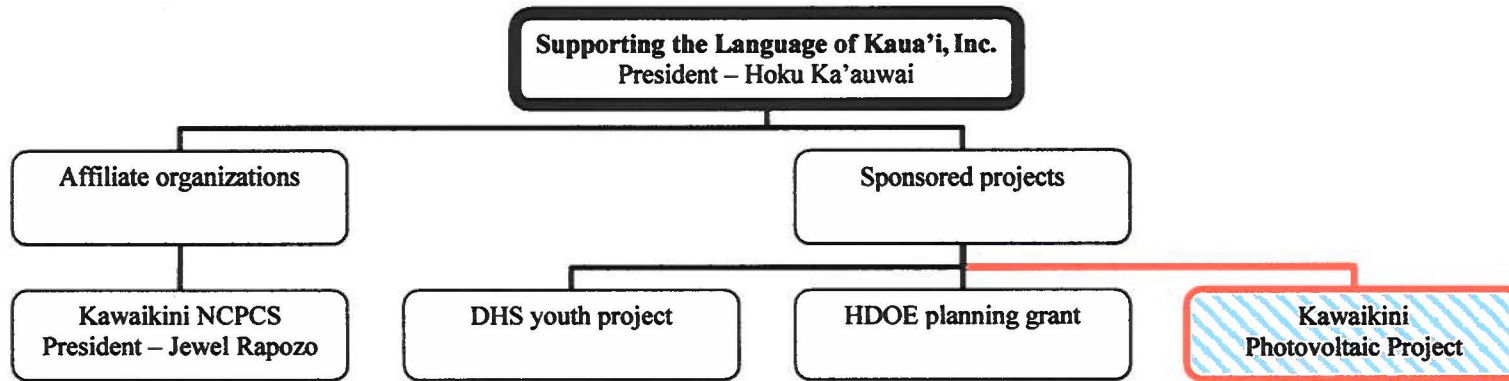 Supporting the Language of Kaua'i, Inc.
President – Hoku Ka'auwai
Affiliate organizations
Sponsored projects
Kawaikini NCPCS
President – Jewel Rapozo
DHS youth project
HDOE planning grant
Kawaikini
Photovoltaic Project